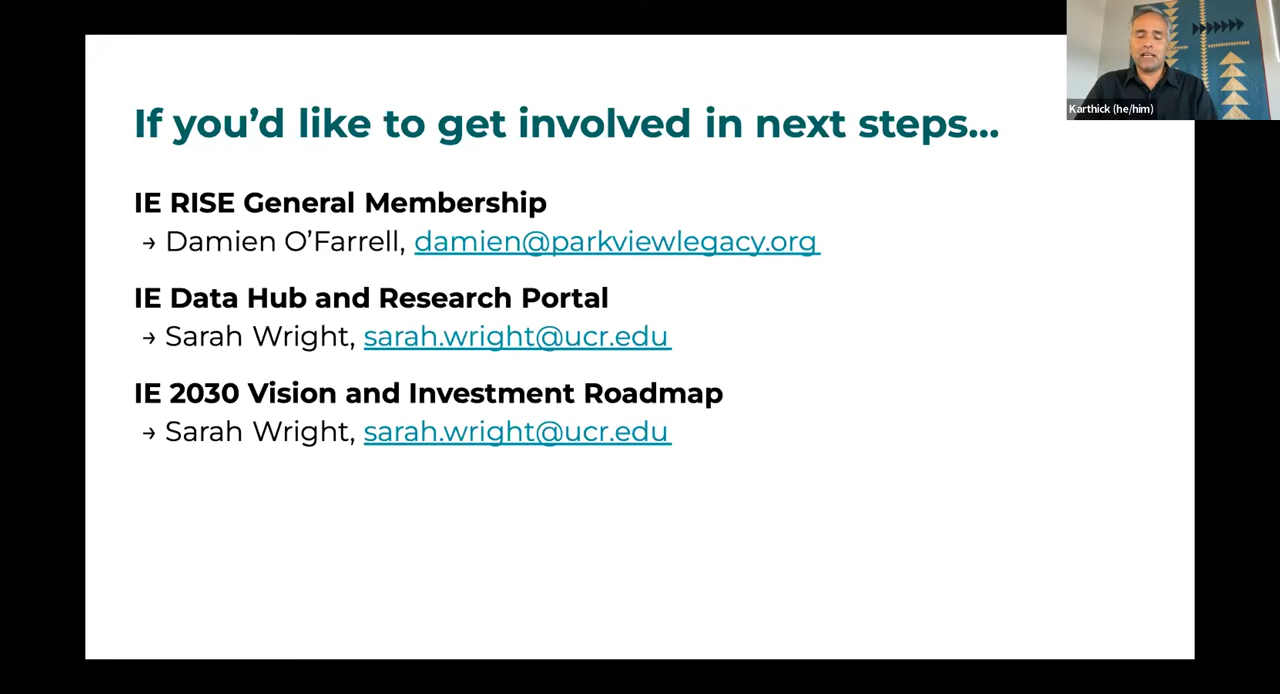 If you’d like to get involved in next steps...
IE RISE General Membership
→ Damien O’Farrell, damien@parkviewlegacy.org
IE Data Hub and Research Portal
→ Sarah Wright, sarah.wright@ucr.edu
IE 2030 Vision and Investment Roadmap
→ Sarah Wright, sarah.wright@ucr.edu
Karthick (he/him)